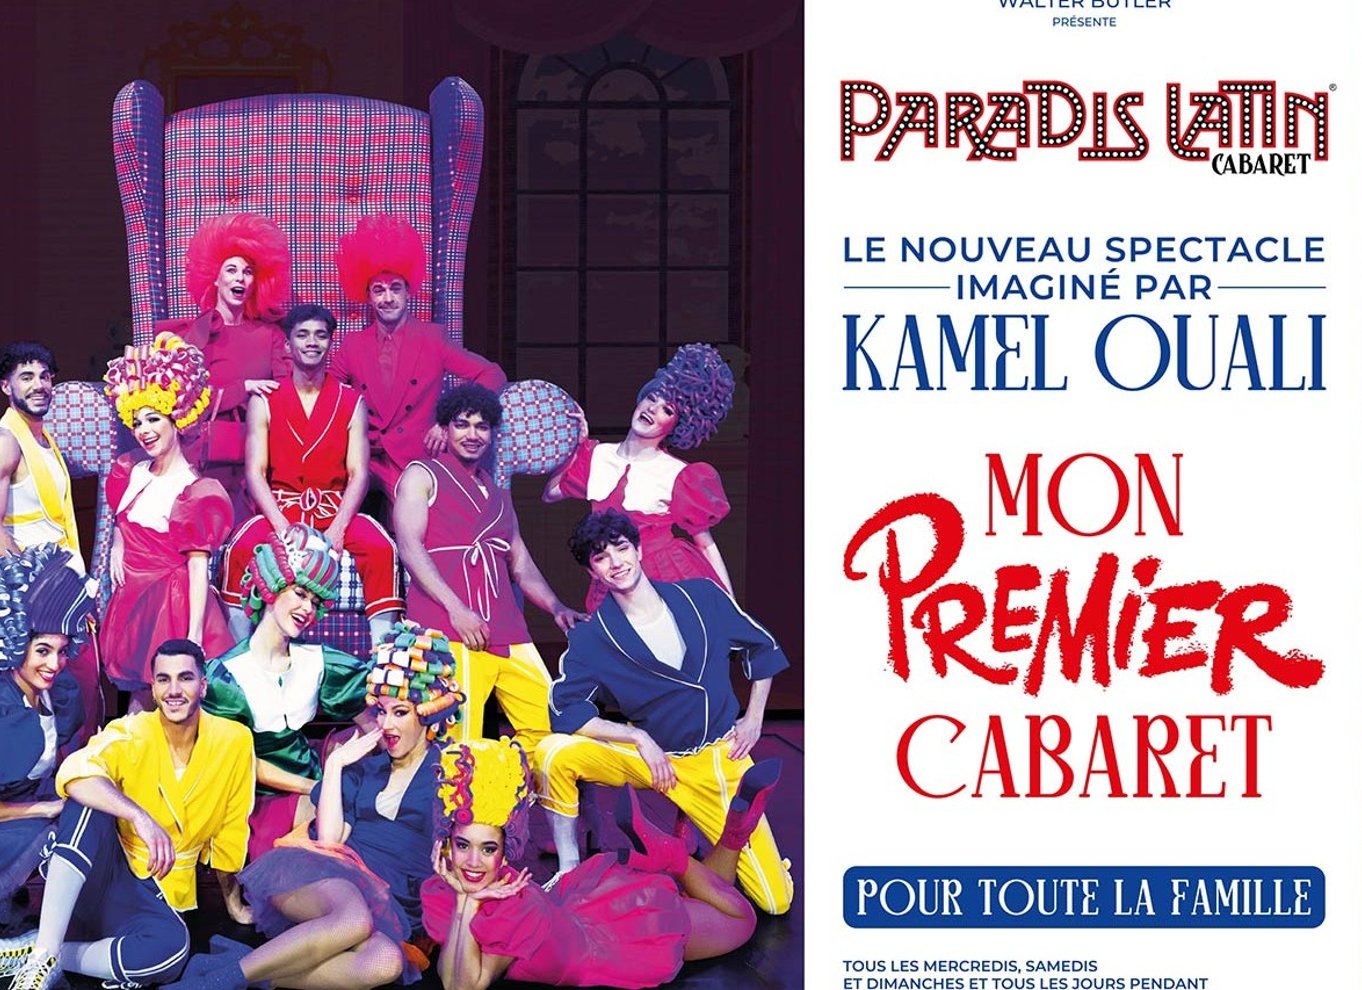 WALTER BUTLER
PRÉSENTE
PARADIS LATIN®
CABARET
LE NOUVEAU SPECTACLE
IMAGINÉ PAR
KAMEL OUALI
MON
PREMIER
CABARET
POUR TOUTE LA FAMILLE
TOUS LES MERCREDIS, SAMEDIS
ET DIMANCHES ET TOUS LES JOURS PENDANT